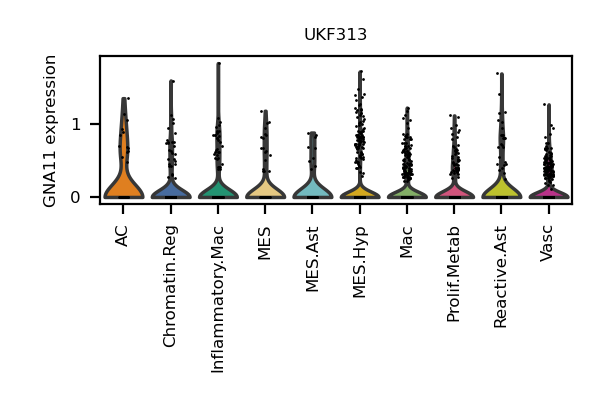 UKF313
GNA11 expression
1
0
AC
Chromatin.Reg
Inflammatory.Mac
MES
MES.Ast
MES.Hyp
Mac
Prolif.Metab
Reactive.Ast
Vasc